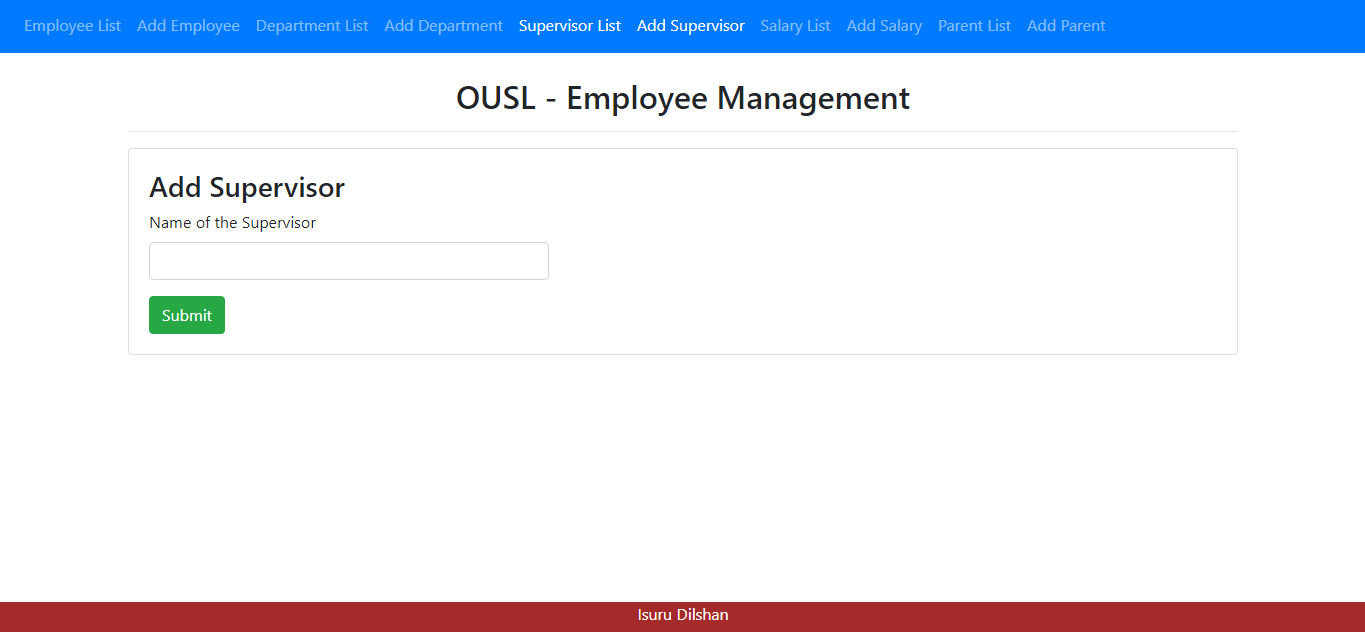 Employee List Add Employee Department List Add Department Supervisor List Add Supervisor Salary List Add Salary Parent List Add Parent
OUSL - Employee Management
Add Supervisor
Name of the Supervisor
Submit
Isuru Dilshan